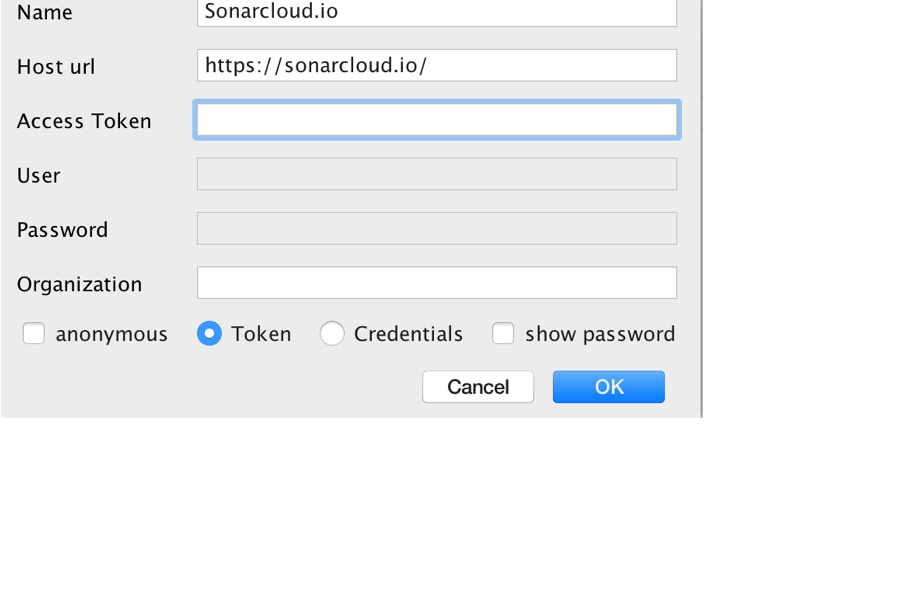 Name Sonarcloud.io
Host url https://sonarcloud.io/
Access Token
User
Password
Organization
anonymous Token Credentials show password
Cancel OK